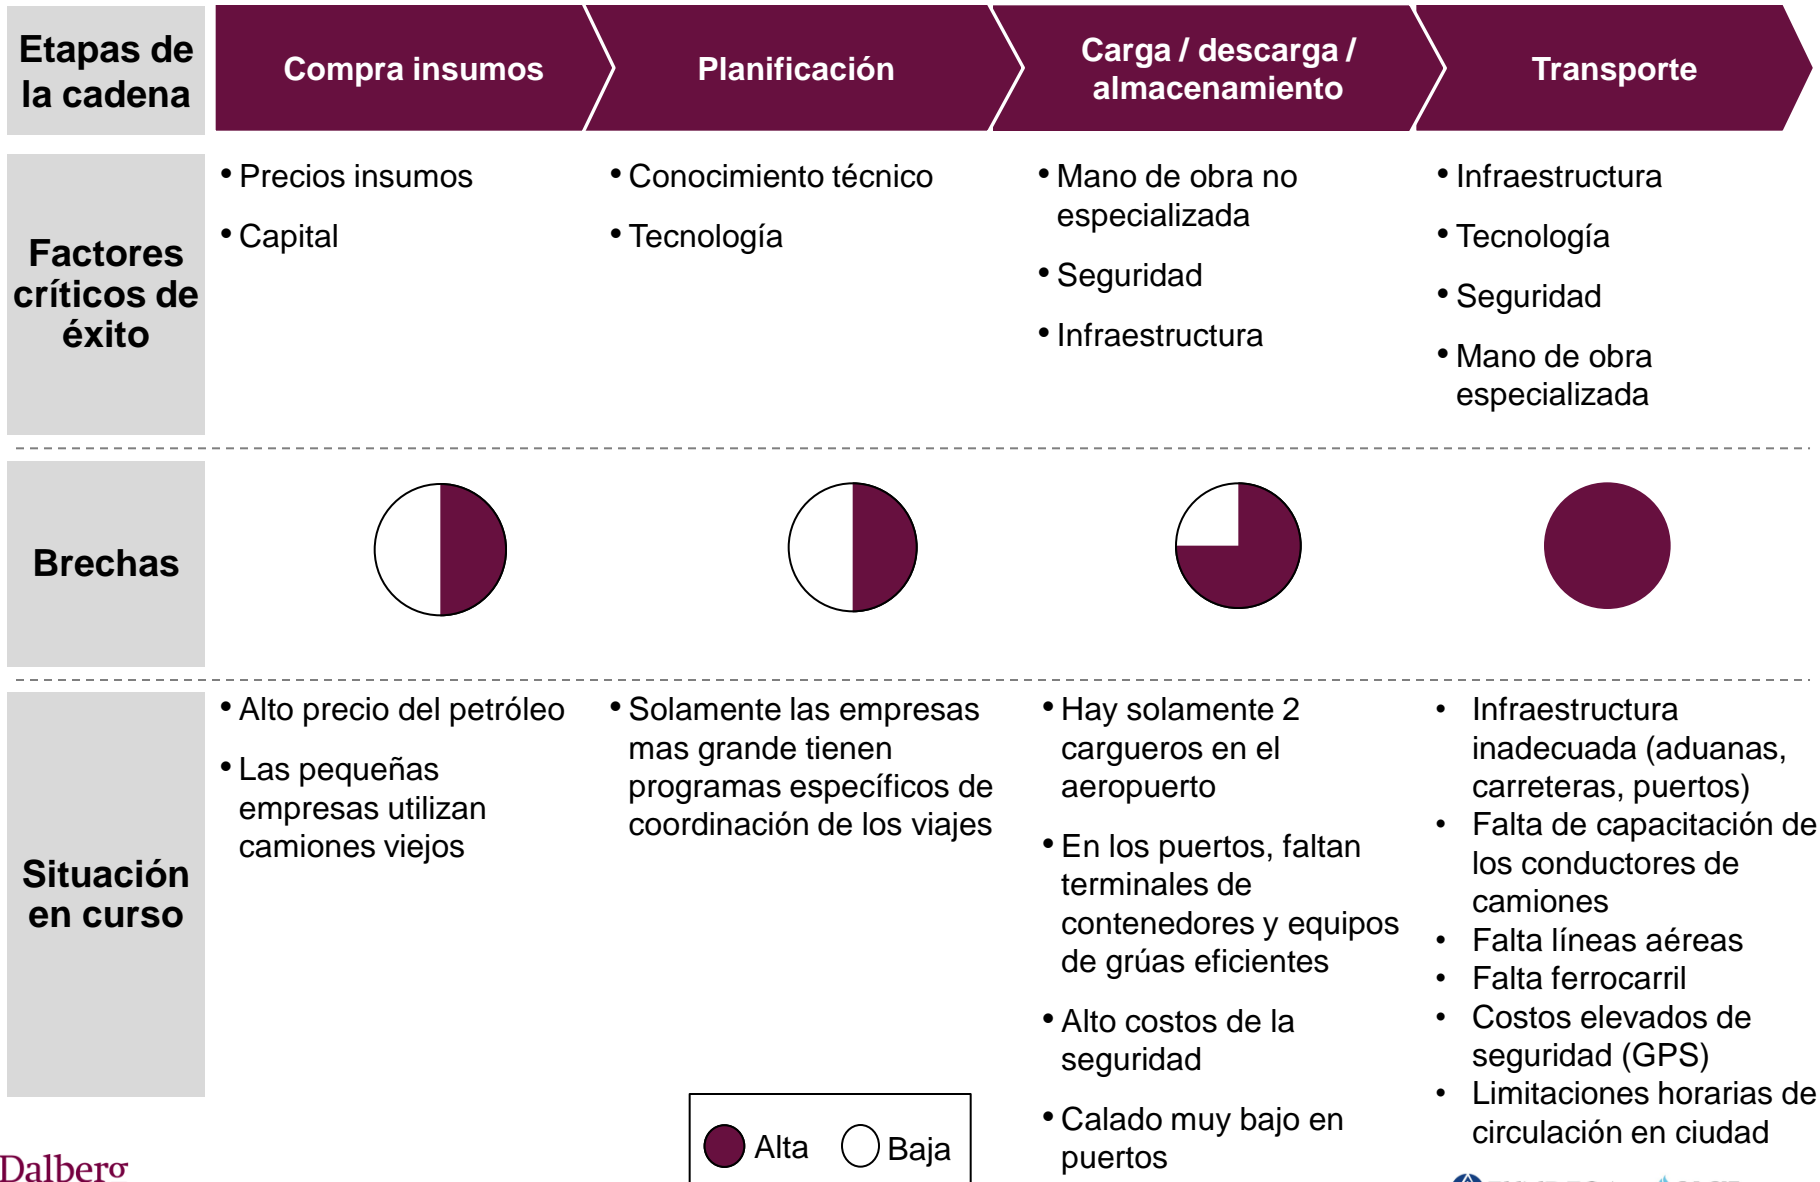 Etapas de
la cadena
Compra insumos
Planificación
Carga / descarga /
almacenamiento
Transporte
Factores
críticos de
éxito
• Precios insumos
• Capital
• Conocimiento técnico
• Tecnología
• Mano de obra no
especializada
• Seguridad
• Infraestructura
• Infraestructura
• Tecnología
• Seguridad
• Mano de obra
especializada
Brechas
Situación
en curso
• Alto precio del petróleo
• Las pequeñas
empresas utilizan
camiones viejos
• Solamente las empresas
mas grande tienen
programas específicos de
coordinación de los viajes
• Hay solamente 2
cargueros en el
aeropuerto
• En los puertos, faltan
terminales de
contenedores y equipos
de grúas eficientes
• Alto costos de la
seguridad
• Calado muy bajo en
puertos
• Infraestructura
inadecuada (aduanas,
carreteras, puertos)
• Falta de capacitación de
los conductores de
camiones
• Falta líneas aéreas
• Falta ferrocarril
• Costos elevados de
seguridad (GPS)
• Limitaciones horarias de
circulación en ciudad
Alta
Baja
Dalberg